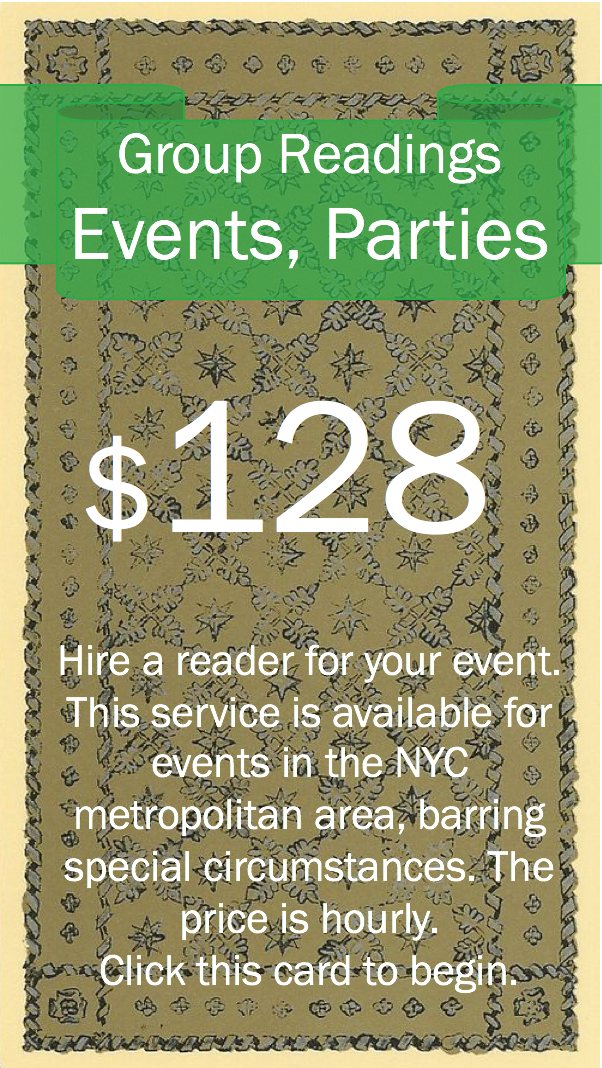 Group Readings
Events, Parties
$128
Hire a reader for your event.
This service is available for
events in the NYC
metropolitan area, barring
special circumstances. The
price is hourly.
Click this card to begin.